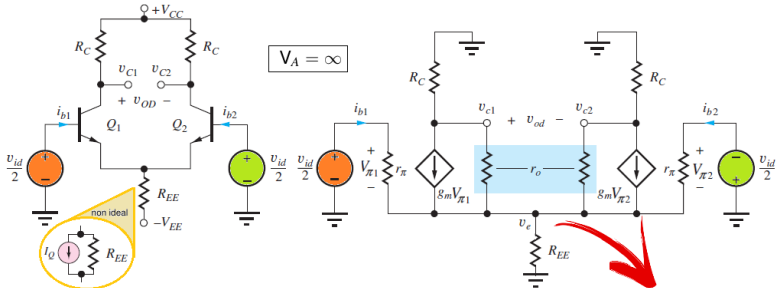 +V_CC
R_C
R_C
v_C1
v_C2
+ v_OD −
i_b1
i_b2
Q_1
Q_2
v_id/2
+
−
v_id/2
+
−
R_EE
−V_EE
non ideal
I_Q
R_EE
V_A = ∞
R_C
R_C
v_c1
+ v_od −
v_c2
i_b1
i_b2
v_id/2
+
−
+
V_π1
−
r_π
g_mV_π1
r_o
g_mV_π2
r_π
+
V_π2
−
−
+
v_id/2
v_e
R_EE